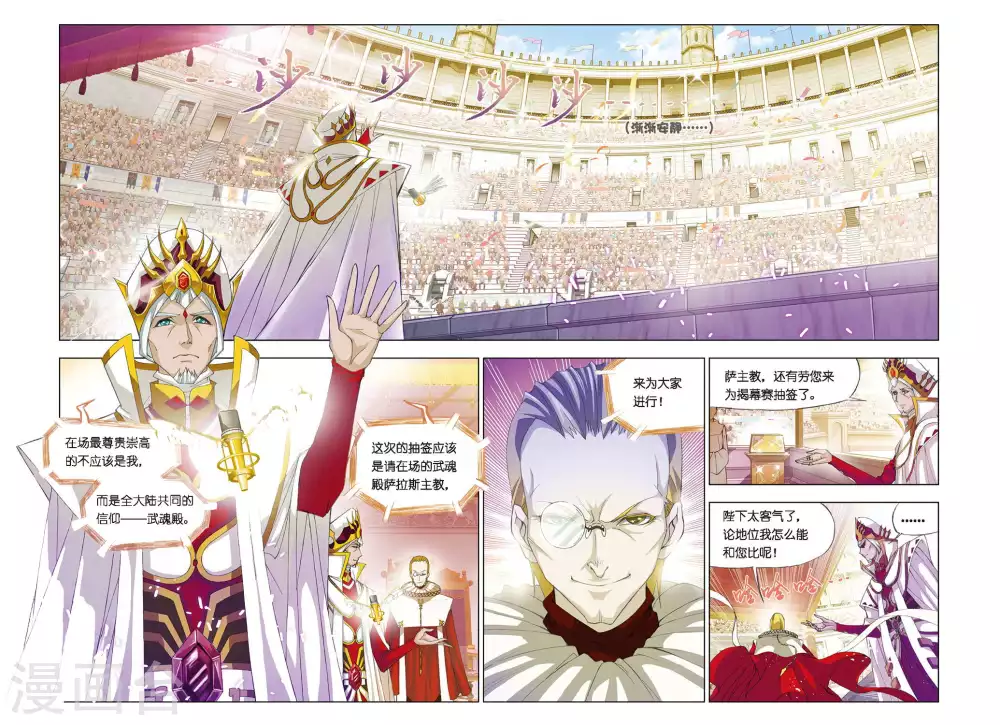 沙 沙 沙 沙
(渐渐安静……)
在场最尊贵崇高
的不应该是我,
而是全大陆共同的
信仰——武魂殿。
这次的抽签应该
是请在场的武魂
殿萨拉斯主教,
来为大家
进行!
萨主教,还有劳您来
为揭幕赛抽签了。
陛下太客气了,
论地位我怎么能
和您比呢!
……
哈哈哈
漫画台